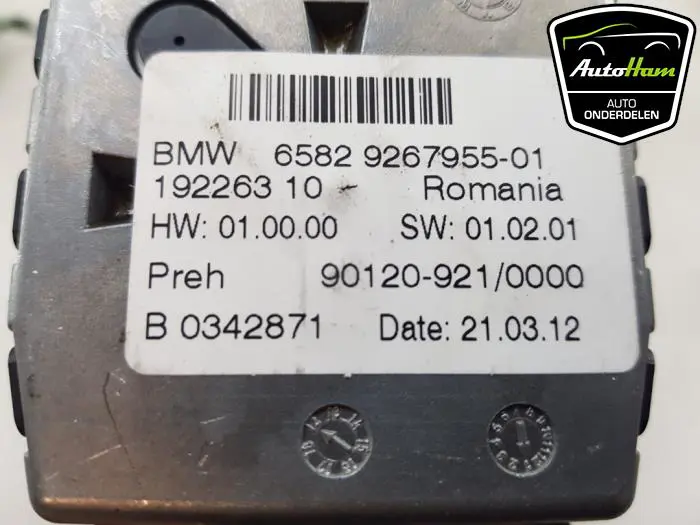 AutoHam
AUTO
ONDERDELEN
BMW 6582 9267955-01
192263 10 - Romania
HW: 01.00.00 SW: 01.02.01
Preh 90120-921/0000
B 0342871 Date: 21.03.12